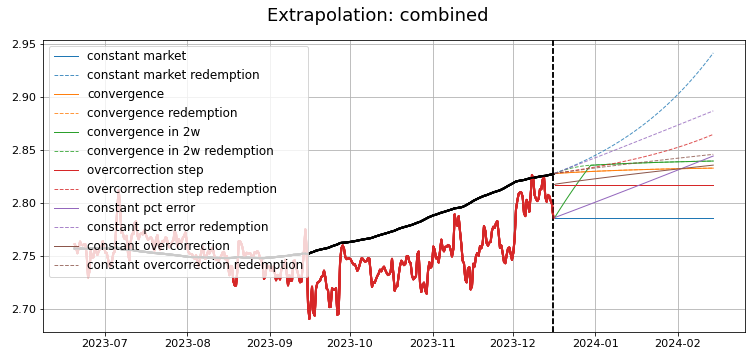 Extrapolation: combined
2.95
2.90
2.85
2.80
2.75
2.70
constant market
constant market redemption
convergence
convergence redemption
convergence in 2w
convergence in 2w redemption
overcorrection step
overcorrection step redemption
constant pct error
constant pct error redemption
constant overcorrection
constant overcorrection redemption
2023-07 2023-08 2023-09 2023-10 2023-11 2023-12 2024-01 2024-02